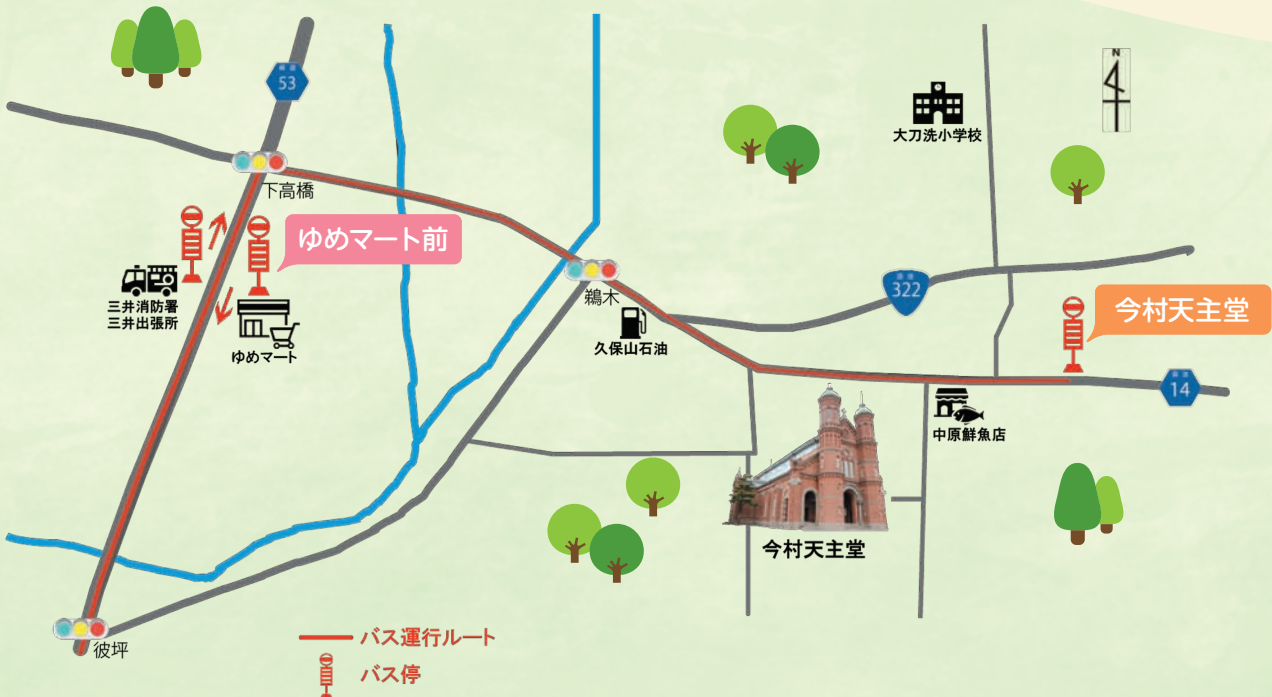 53
N
大刀洗小学校
下高橋
ゆめマート前
三井消防署
三井出張所
ゆめマート
鵜木
久保山石油
322
今村天主堂
14
中原鮮魚店
今村天主堂
彼坪
バス運行ルート
バス停